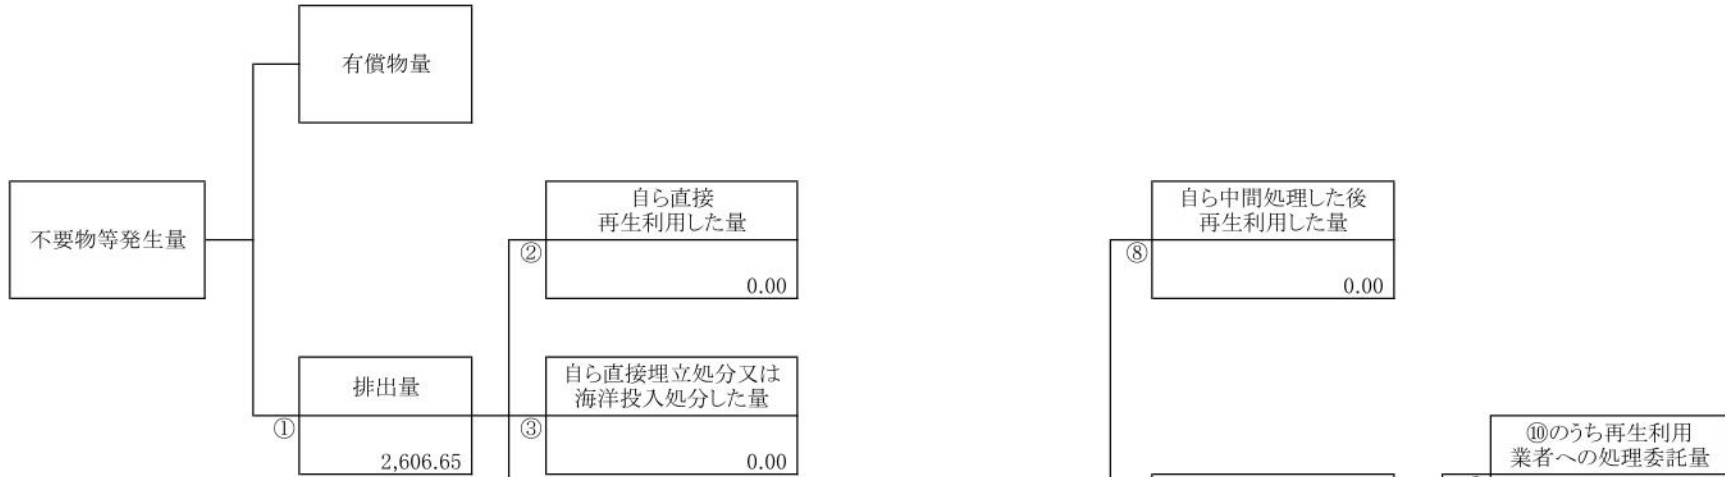 有償物量
不要物等発生量
自ら直接
再生利用した量
②
0.00
自ら中間処理した後
再生利用した量
⑧
0.00
排出量
①
2,606.65
自ら直接埋立処分又は
海洋投入処分した量
③
0.00
⑩のうち再生利用
業者への処理委託量